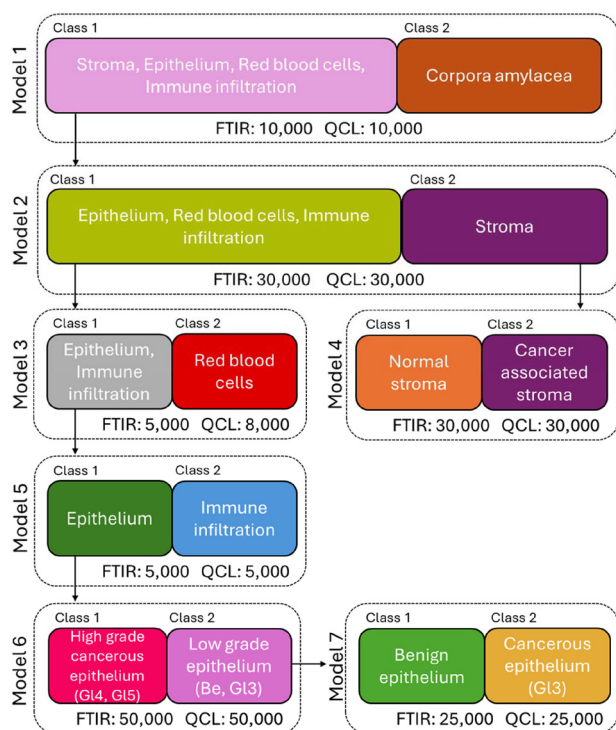 Class 1
Class 2
Model 1
Stroma, Epithelium, Red blood cells,
Immune infiltration
Corpora amylacea
FTIR: 10,000 QCL: 10,000
Class 1
Class 2
Model 2
Epithelium, Red blood cells, Immune
infiltration
Stroma
FTIR: 30,000 QCL: 30,000
Class 1
Class 2
Model 3
Epithelium,
Immune
infiltration
Red blood
cells
FTIR: 5,000 QCL: 8,000
Class 1
Class 2
Model 4
Normal
stroma
Cancer
associated
stroma
FTIR: 30,000 QCL: 30,000
Class 1
Class 2
Model 5
Epithelium
Immune
infiltration
FTIR: 5,000 QCL: 5,000
Class 1
Class 2
Model 6
High grade
cancerous
epithelium
(Gl4, Gl5)
Low grade
epithelium
(Be, Gl3)
FTIR: 50,000 QCL: 50,000
Class 1
Class 2
Model 7
Benign
epithelium
Cancerous
epithelium
(Gl3)
FTIR: 25,000 QCL: 25,000